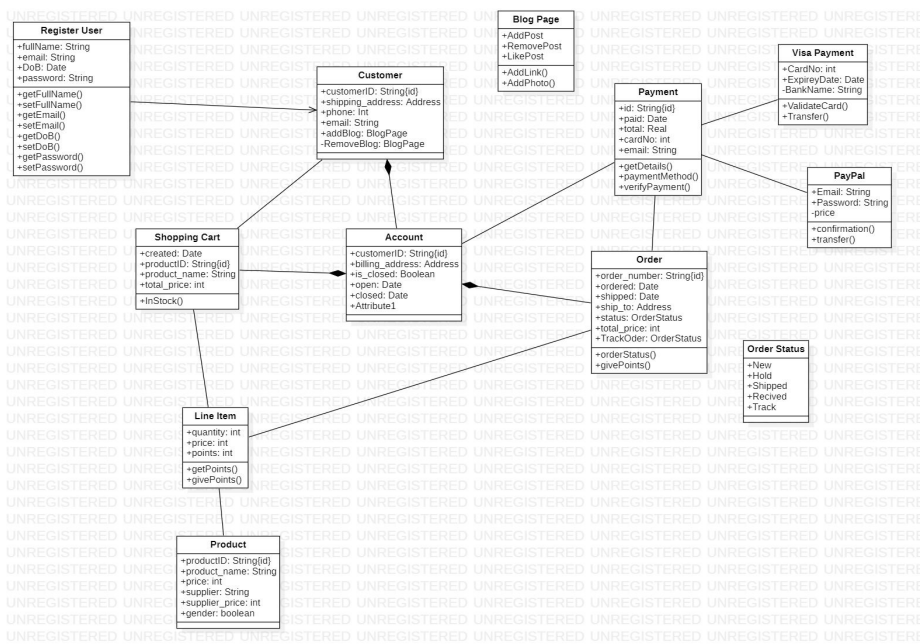 Register User
+fullName: String
+email: String
+DoB: Date
+password: String
+getFullName()
+setFullName()
+getEmail()
+setEmail()
+getDoB()
+setDoB()
+getPassword()
+setPassword()
Customer
+customerID: String{id}
+shipping_address: Address
+phone: Int
+email: String
+addBlog: BlogPage
-RemoveBlog: BlogPage
Blog Page
+AddPost
+RemovePost
+LikePost
+AddLink()
+AddPhoto()
Payment
+id: String{id}
+paid: Date
+total: Real
+cardNo: int
+email: String
+getDetails()
+paymentMethod()
+verifyPayment()
Visa Payment
+CardNo: int
+ExpireyDate: Date
-BankName: String
+ValidateCard()
+Transfer()
PayPal
+Email: String
+Password: String
-price
+confirmation()
+transfer()
Shopping Cart
+created: Date
+productID: String{id}
+product_name: String
+total_price: int
+InStock()
Account
+customerID: String{id}
+billing_address: Address
+is_closed: Boolean
+open: Date
+closed: Date
+Attribute1
Order
+order_number: String{id}
+ordered: Date
+shipped: Date
+ship_to: Address
+status: OrderStatus
+total_price: int
+TrackOder: OrderStatus
+orderStatus()
+givePoints()
Order Status
+New
+Hold
+Shipped
+Recived
+Track
Line Item
+quantity: int
+price: int
+points: int
+getPoints()
+givePoints()
Product
+productID: String{id}
+product_name: String
+price: int
+supplier: String
+supplier_price: int
+gender: boolean